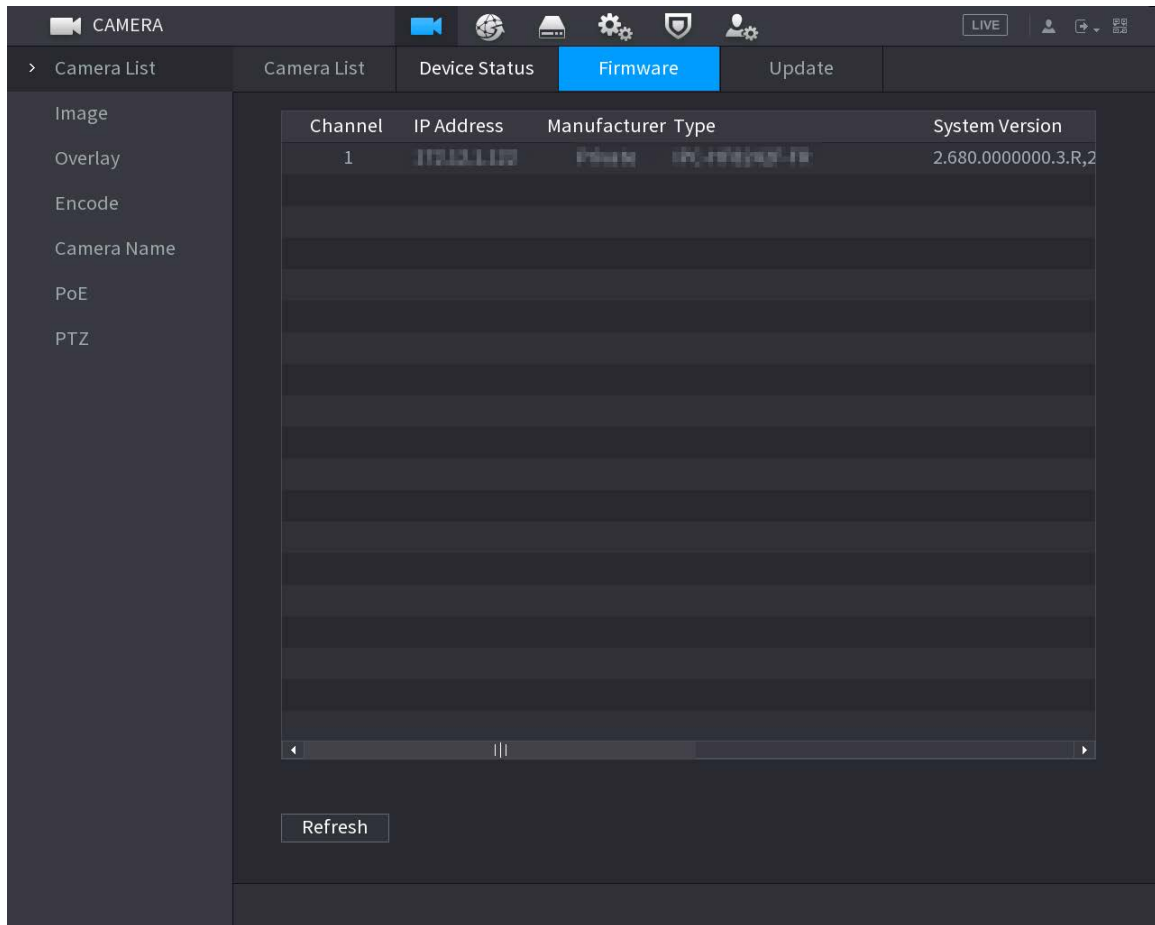 CAMERA LIVE
Camera List Camera List Device Status Firmware Update
Image
Channel IP Address Manufacturer Type System Version
Overlay
1 2.680.0000000.3.R,2
Encode
Camera Name
PoE
PTZ
Refresh